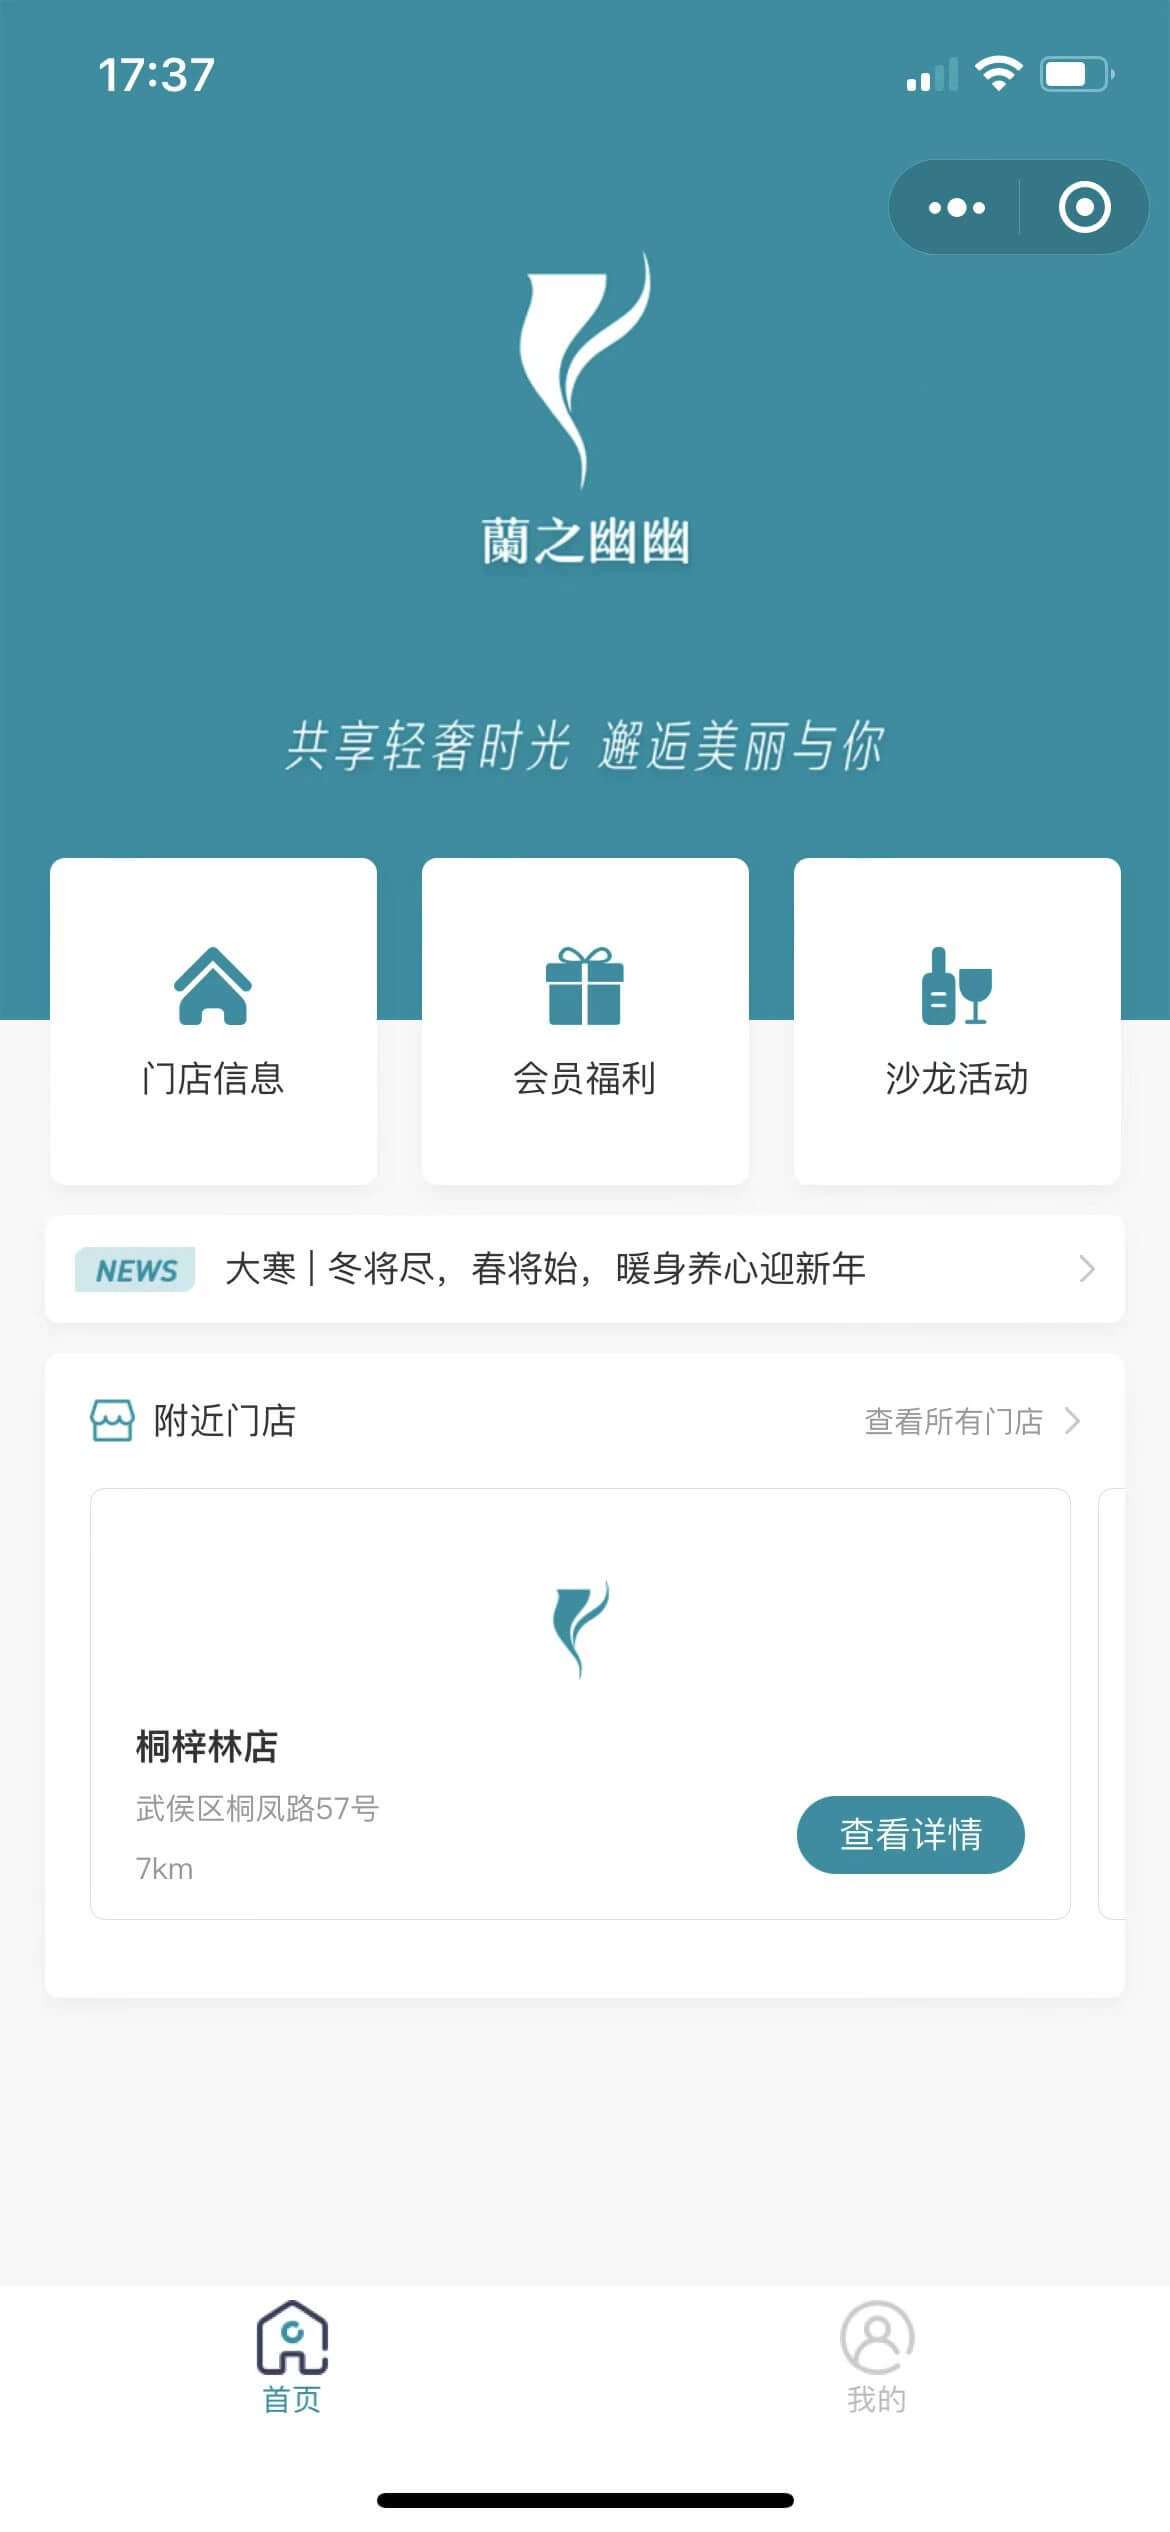 17:37
蘭之幽幽
共享轻奢时光 邂逅美丽与你
门店信息
会员福利
沙龙活动
NEWS 大寒 | 冬将尽，春将始，暖身养心迎新年
附近门店
查看所有门店
桐梓林店
武侯区桐凤路57号
7km
查看详情
首页
我的